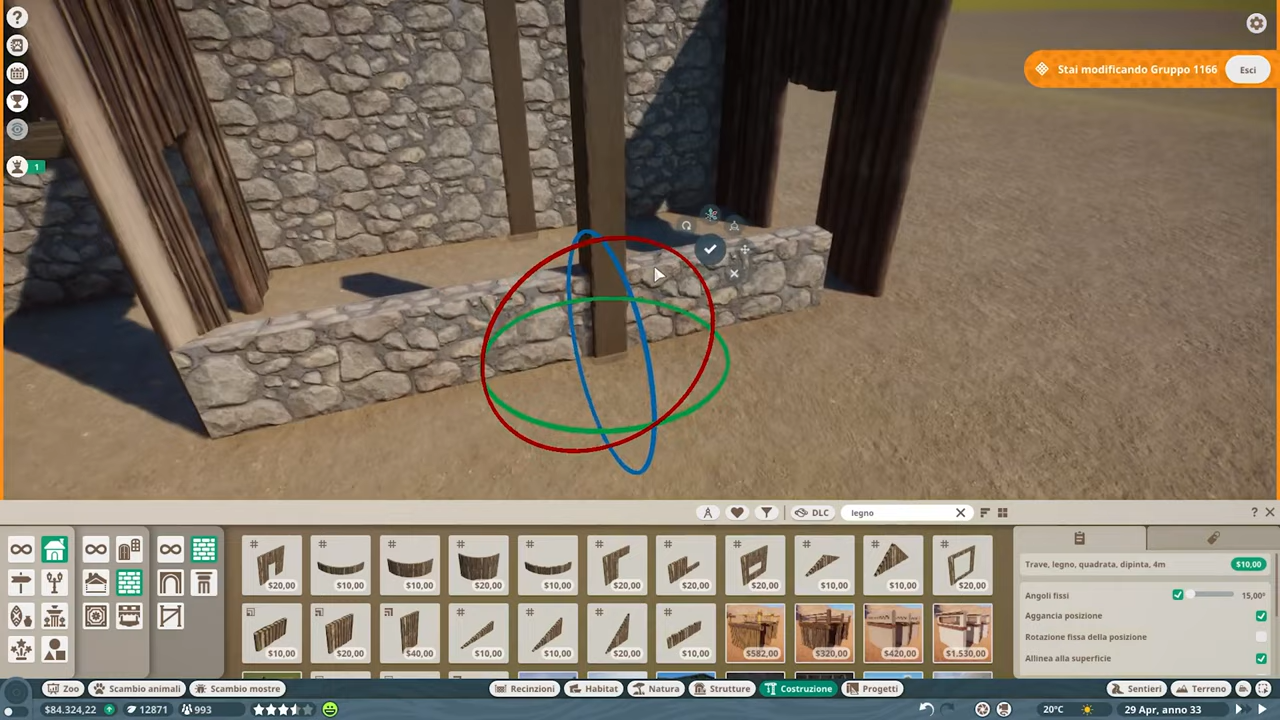 Stai modificando Gruppo 1166
Esci
1
DLC
legno
$20,00 $10,00 $10,00 $20,00 $10,00 $20,00 $20,00 $20,00 $10,00 $10,00 $20,00
$10,00 $20,00 $40,00 $10,00 $10,00 $20,00 $10,00 $582,00 $320,00 $420,00 $1.530,00
Trave, legno, quadrata, dipinta, 4m $10,00
Angoli fissi 15,00°
Aggancia posizione
Rotazione fissa della posizione
Allinea alla superficie
Zoo Scambio animali Scambio mostre Recinzioni Habitat Natura Strutture Costruzione Progetti Sentieri Terreno
$84.324,22 12871 993 20°C 29 Apr, anno 33